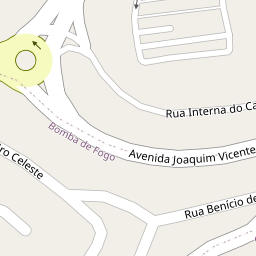 Rua Interna do Ca
Bomba de Fogo
Avenida Joaquim Vicente
ro Celeste
Rua Benício de